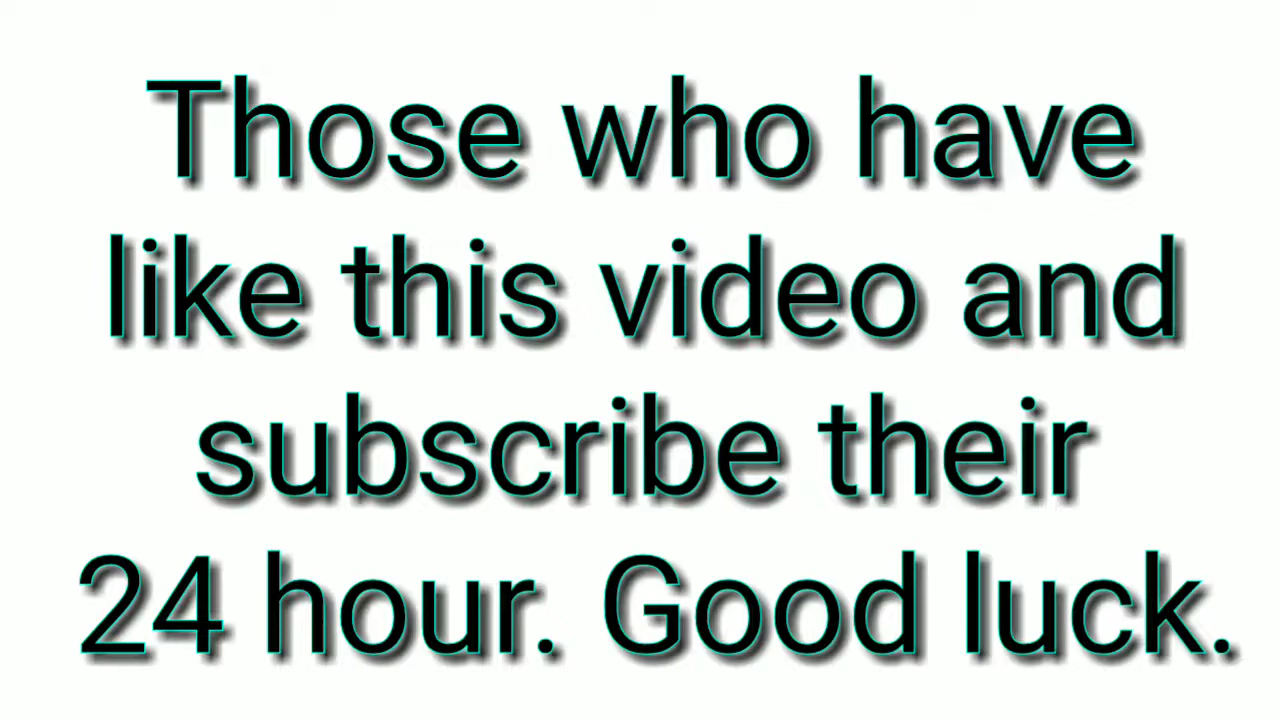 Those who have
like this video and
subscribe their
24 hour. Good luck.